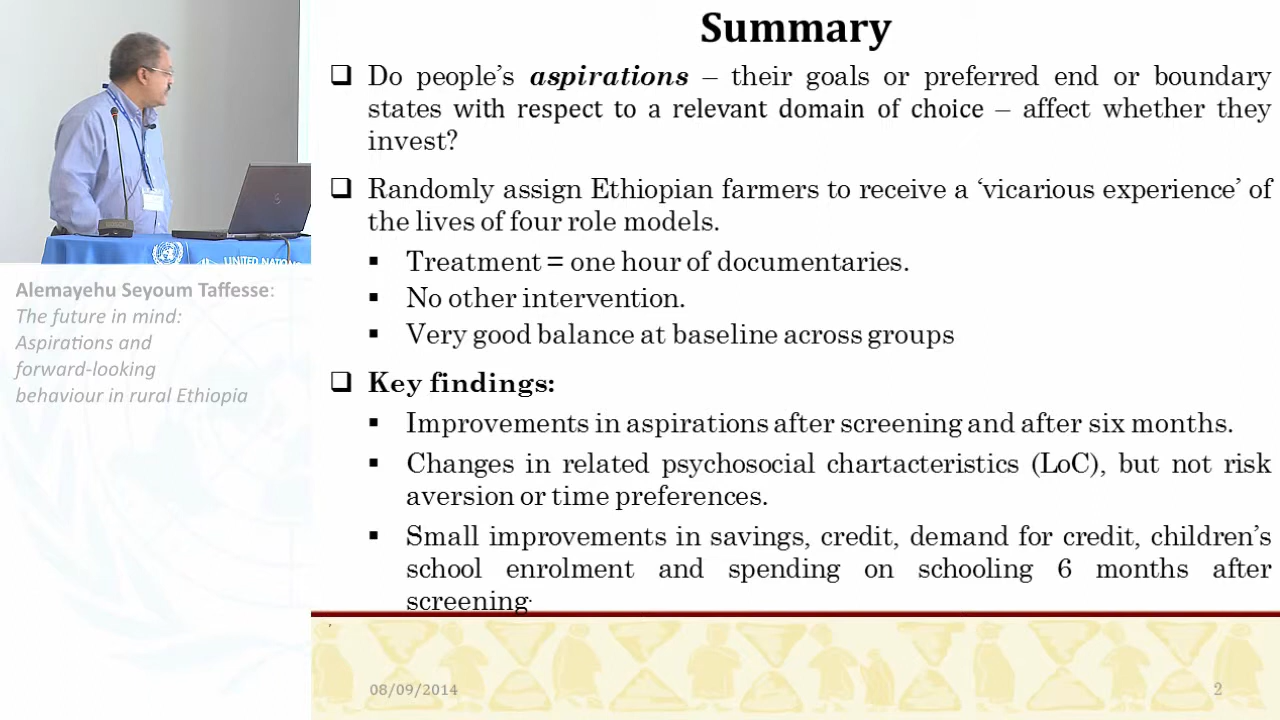 Summary
❑ Do people's aspirations – their goals or preferred end or boundary
states with respect to a relevant domain of choice – affect whether they
invest?
❑ Randomly assign Ethiopian farmers to receive a 'vicarious experience' of
the lives of four role models.
▪ Treatment = one hour of documentaries.
▪ No other intervention.
▪ Very good balance at baseline across groups
❑ Key findings:
▪ Improvements in aspirations after screening and after six months.
▪ Changes in related psychosocial chartacteristics (LoC), but not risk
aversion or time preferences.
▪ Small improvements in savings, credit, demand for credit, children's
school enrolment and spending on schooling 6 months after
screening.
08/09/2014
2
UNITED NATIONS
Alemayehu Seyoum Taffesse:
The future in mind:
Aspirations and
forward-looking
behaviour in rural Ethiopia